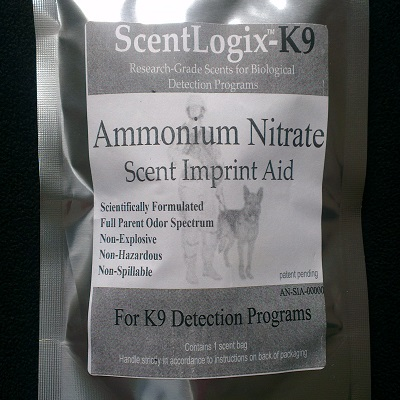 ScentLogix™-K9
Research-Grade Scents for Biological
Detection Programs
Ammonium Nitrate
Scent Imprint Aid
Scientifically Formulated
Full Parent Odor Spectrum
Non-Explosive
Non-Hazardous
Non-Spillable
patent pending
AN-SIA-00000
For K9 Detection Programs
Contains 1 scent bag
Handle strictly in accordance to instructions on back of packaging